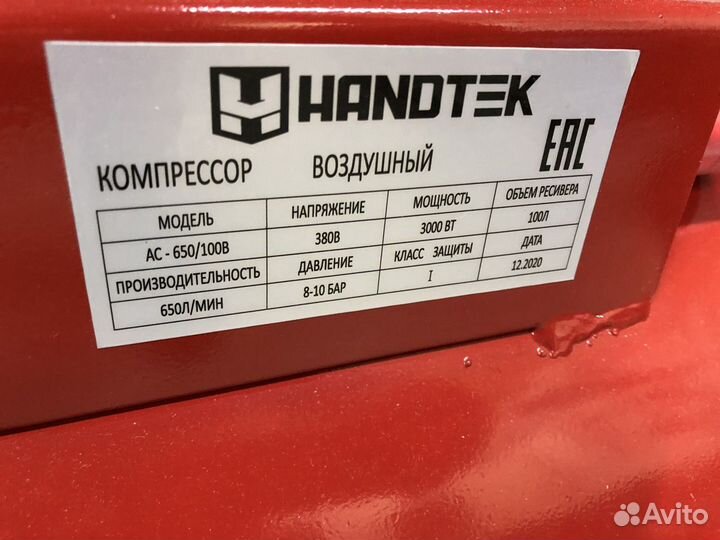 HANDTEK
КОМПРЕССОР ВОЗДУШНЫЙ EAC
МОДЕЛЬ НАПРЯЖЕНИЕ МОЩНОСТЬ ОБЪЕМ РЕСИВЕРА
АС - 650/100В 380В 3000 ВТ 100Л
ПРОИЗВОДИТЕЛЬНОСТЬ ДАВЛЕНИЕ КЛАСС ЗАЩИТЫ ДАТА
650Л/МИН 8-10 БАР I 12.2020
Avito